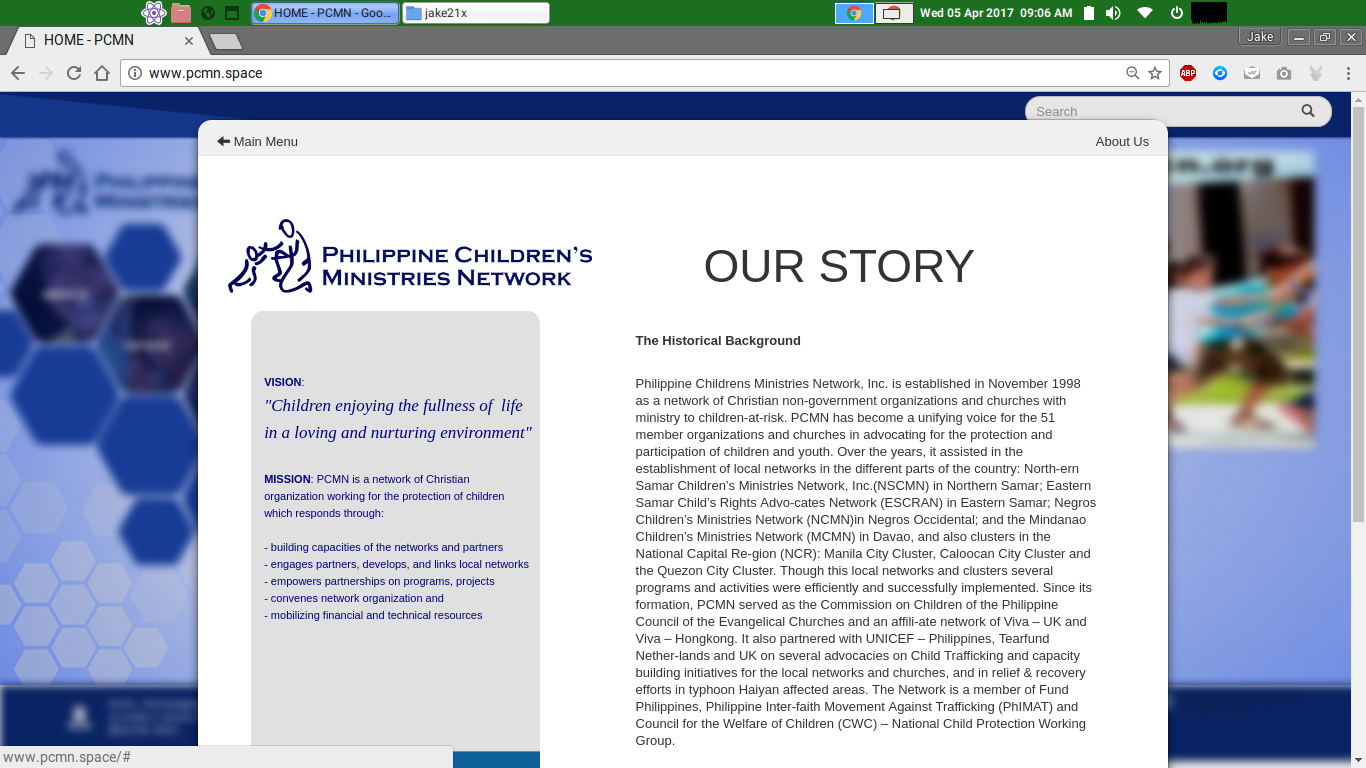 HOME - PCMN - Goo...
jake21x
Wed 05 Apr 2017 09:06 AM
HOME - PCMN
Jake
www.pcmn.space
ABP
Search
Main Menu
About Us
PHILIPPINE CHILDREN'S
MINISTRIES NETWORK
VISION:
"Children enjoying the fullness of life
in a loving and nurturing environment"
MISSION: PCMN is a network of Christian
organization working for the protection of children
which responds through:
- building capacities of the networks and partners
- engages partners, develops, and links local networks
- empowers partnerships on programs, projects
- convenes network organization and
- mobilizing financial and technical resources
OUR STORY
The Historical Background
Philippine Childrens Ministries Network, Inc. is established in November 1998
as a network of Christian non-government organizations and churches with
ministry to children-at-risk. PCMN has become a unifying voice for the 51
member organizations and churches in advocating for the protection and
participation of children and youth. Over the years, it assisted in the
establishment of local networks in the different parts of the country: North-ern
Samar Children's Ministries Network, Inc.(NSCMN) in Northern Samar; Eastern
Samar Child's Rights Advo-cates Network (ESCRAN) in Eastern Samar; Negros
Children's Ministries Network (NCMN)in Negros Occidental; and the Mindanao
Children's Ministries Network (MCMN) in Davao, and also clusters in the
National Capital Re-gion (NCR): Manila City Cluster, Caloocan City Cluster and
the Quezon City Cluster. Though this local networks and clusters several
programs and activities were efficiently and successfully implemented. Since its
formation, PCMN served as the Commission on Children of the Philippine
Council of the Evangelical Churches and an affili-ate network of Viva – UK and
Viva – Hongkong. It also partnered with UNICEF – Philippines, Tearfund
Nether-lands and UK on several advocacies on Child Trafficking and capacity
building initiatives for the local networks and churches, and in relief & recovery
efforts in typhoon Haiyan affected areas. The Network is a member of Fund
Philippines, Philippine Inter-faith Movement Against Trafficking (PhIMAT) and
Council for the Welfare of Children (CWC) – National Child Protection Working
Group.
www.pcmn.space/#